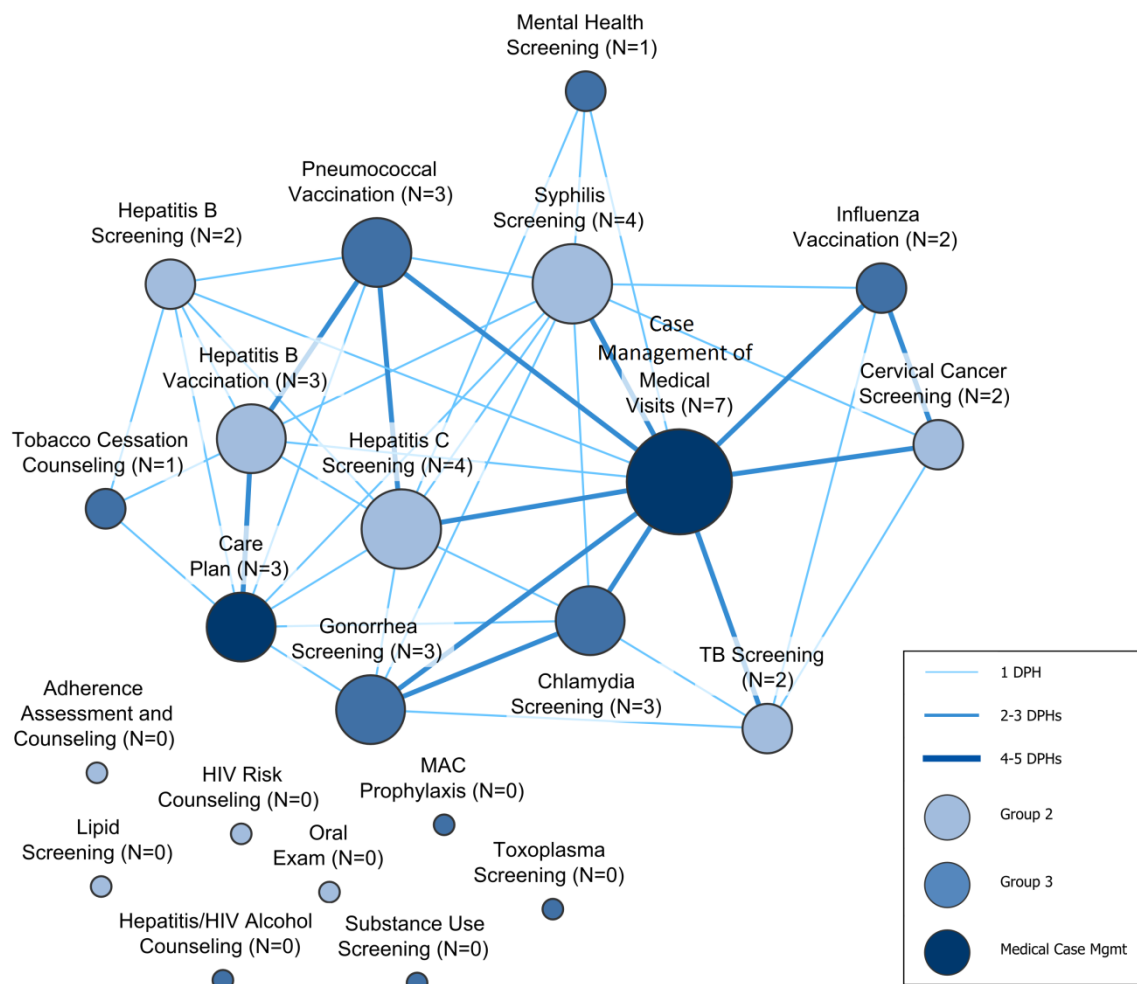 Mental Health
Screening (N=1)
Pneumococcal
Vaccination (N=3)
Syphilis
Screening (N=4)
Hepatitis B
Screening (N=2)
Influenza
Vaccination (N=2)
Case
Management of
Medical
Visits (N=7)
Hepatitis B
Vaccination (N=3)
Cervical Cancer
Screening (N=2)
Tobacco Cessation
Counseling (N=1)
Hepatitis C
Screening (N=4)
Care
Plan (N=3)
Gonorrhea
Screening (N=3)
TB Screening
(N=2)
Chlamydia
Screening (N=3)
Adherence
Assessment and
Counseling (N=0)
HIV Risk
Counseling (N=0)
MAC
Prophylaxis (N=0)
Lipid
Screening (N=0)
Oral
Exam (N=0)
Toxoplasma
Screening (N=0)
Hepatitis/HIV Alcohol
Counseling (N=0)
Substance Use
Screening (N=0)
1 DPH
2-3 DPHs
4-5 DPHs
Group 2
Group 3
Medical Case Mgmt